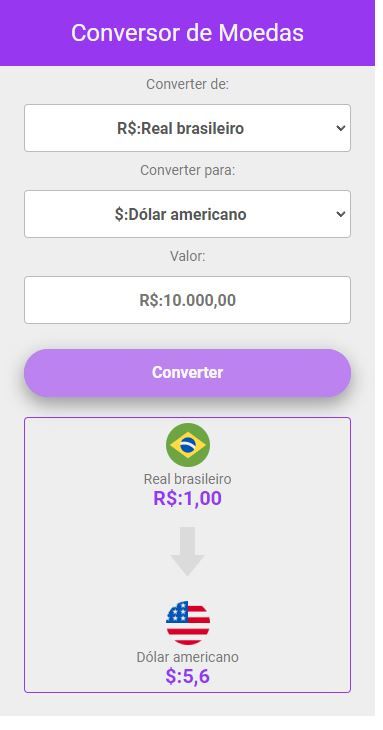 Conversor de Moedas
Converter de:
R$:Real brasileiro
Converter para:
$:Dólar americano
Valor:
R$:10.000,00
Converter
Real brasileiro
R$:1,00
Dólar americano
$:5,6